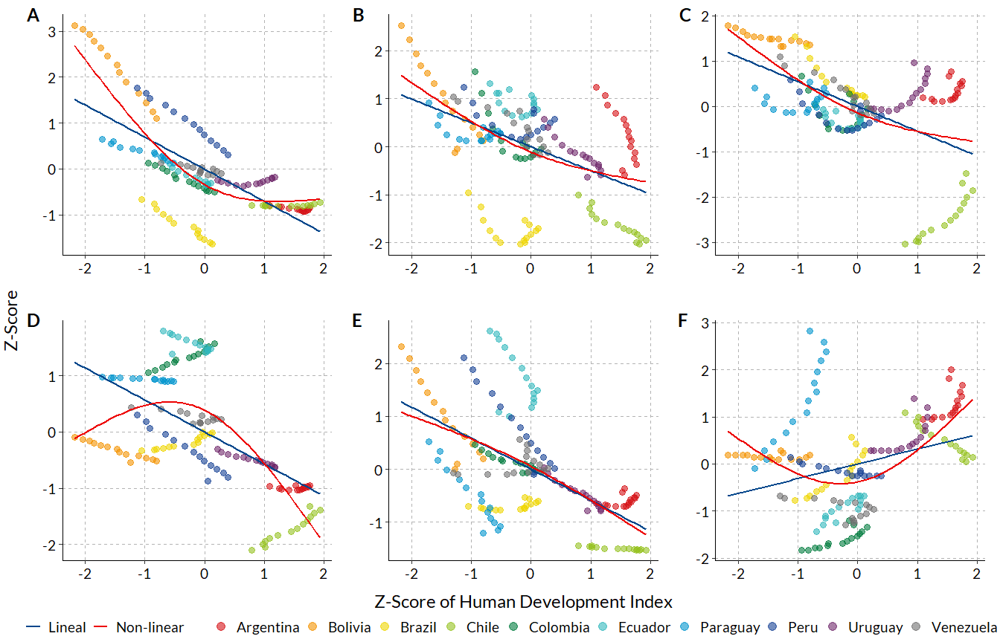 A
3
2
1
0
-1
-2 -1 0 1 2
B
2
1
0
-1
-2
-2 -1 0 1 2
C
2
1
0
-1
-2
-3
-2 -1 0 1 2
Z-Score
D
1
0
-1
-2
-2 -1 0 1 2
E
2
1
0
-1
-2 -1 0 1 2
F
3
2
1
0
-1
-2
-2 -1 0 1 2
Z-Score of Human Development Index
Lineal Non-linear Argentina Bolivia Brazil Chile Colombia Ecuador Paraguay Peru Uruguay Venezuela